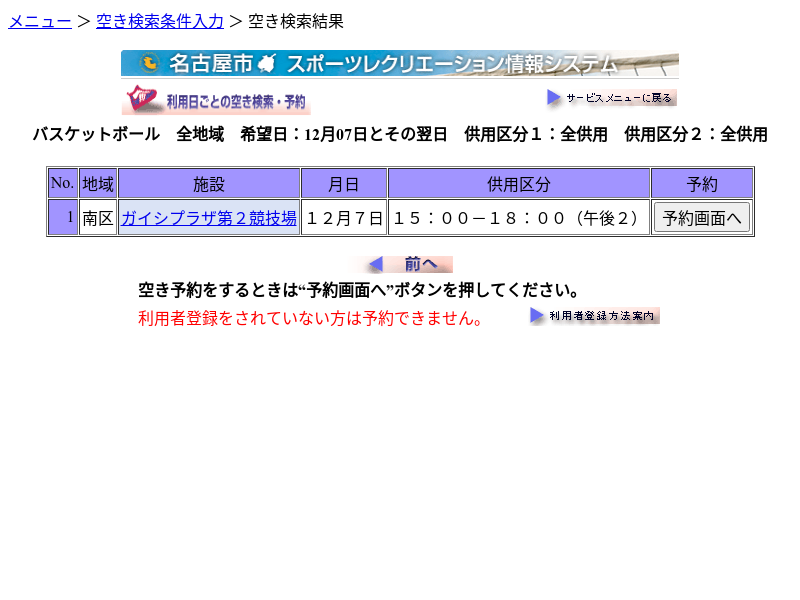 メニュー ＞ 空き検索条件入力 ＞ 空き検索結果
名古屋市 スポーツレクリエーション情報システム
利用日ごとの空き検索・予約
サービスメニューに戻る
バスケットボール　全地域　希望日：12月07日とその翌日　供用区分１：全供用　供用区分２：全供用
No. 地域 施設 月日 供用区分 予約
1 南区 ガイシプラザ第２競技場 １２月７日 １５：００－１８：００（午後２） 予約画面へ
前へ
空き予約をするときは“予約画面へ”ボタンを押してください。
利用者登録をされていない方は予約できません。
利用者登録方法案内